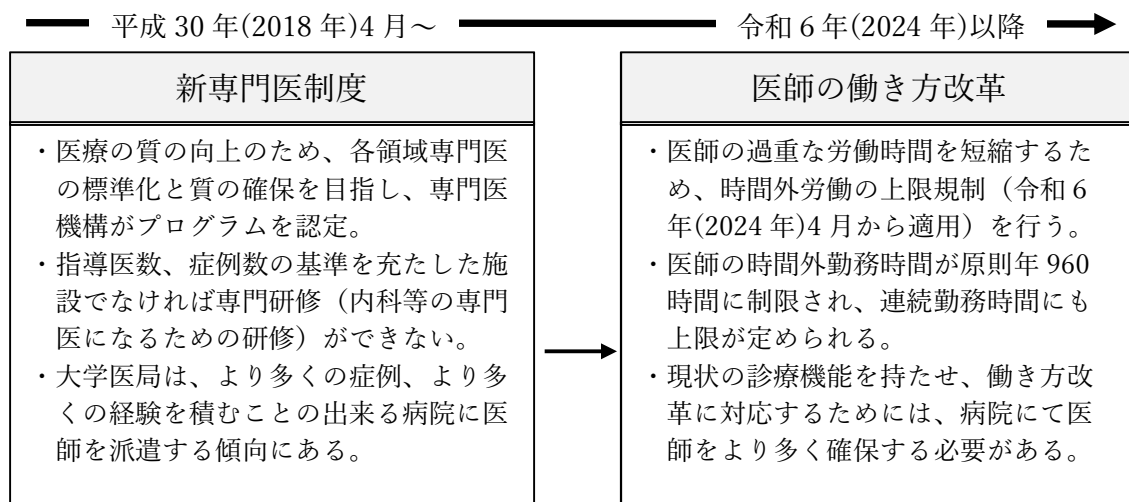 平成 30 年(2018 年)4 月～
令和 6 年(2024 年)以降
新専門医制度
・医療の質の向上のため、各領域専門医
の標準化と質の確保を目指し、専門医
機構がプログラムを認定。
・指導医数、症例数の基準を充たした施
設でなければ専門研修（内科等の専門
医になるための研修）ができない。
・大学医局は、より多くの症例、より多
くの経験を積むことの出来る病院に医
師を派遣する傾向にある。
医師の働き方改革
・医師の過重な労働時間を短縮するた
め、時間外労働の上限規制（令和 6
年(2024 年)4 月から適用）を行う。
・医師の時間外勤務時間が原則年 960
時間に制限され、連続勤務時間にも
上限が定められる。
・現状の診療機能を持たせ、働き方改
革に対応するためには、病院にて医
師をより多く確保する必要がある。